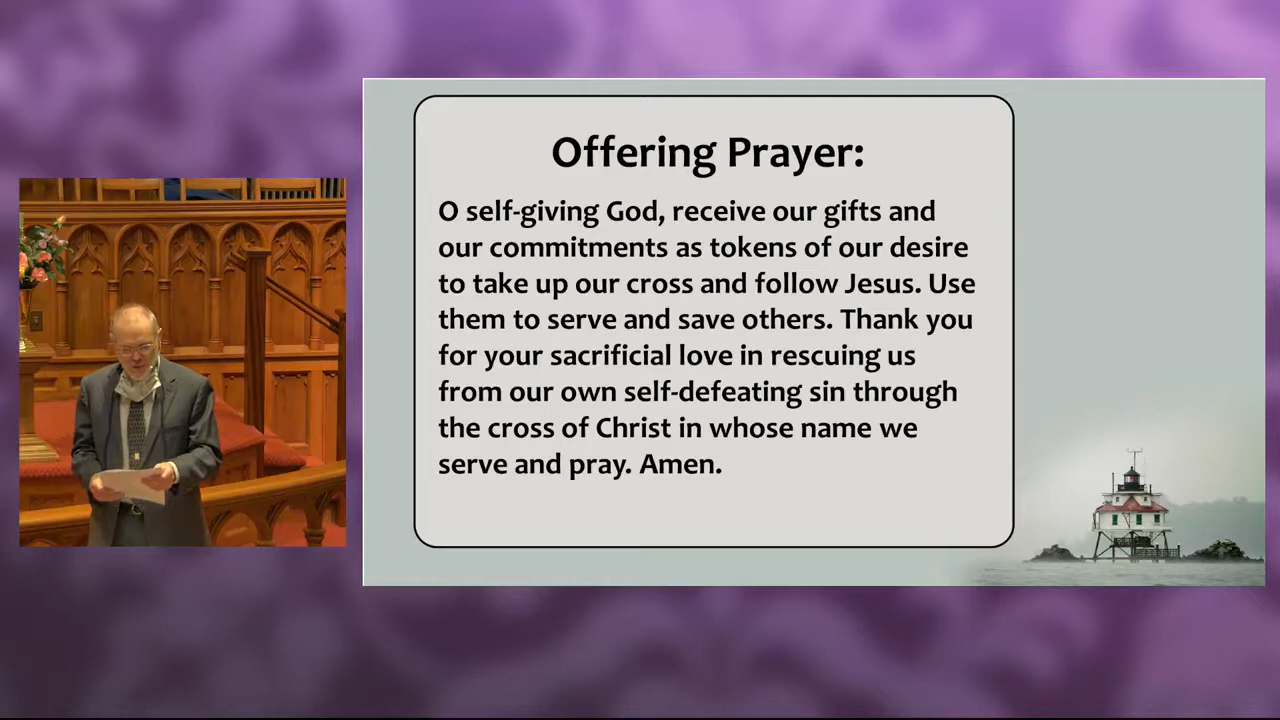 Offering Prayer:
O self-giving God, receive our gifts and
our commitments as tokens of our desire
to take up our cross and follow Jesus. Use
them to serve and save others. Thank you
for your sacrificial love in rescuing us
from our own self-defeating sin through
the cross of Christ in whose name we
serve and pray. Amen.